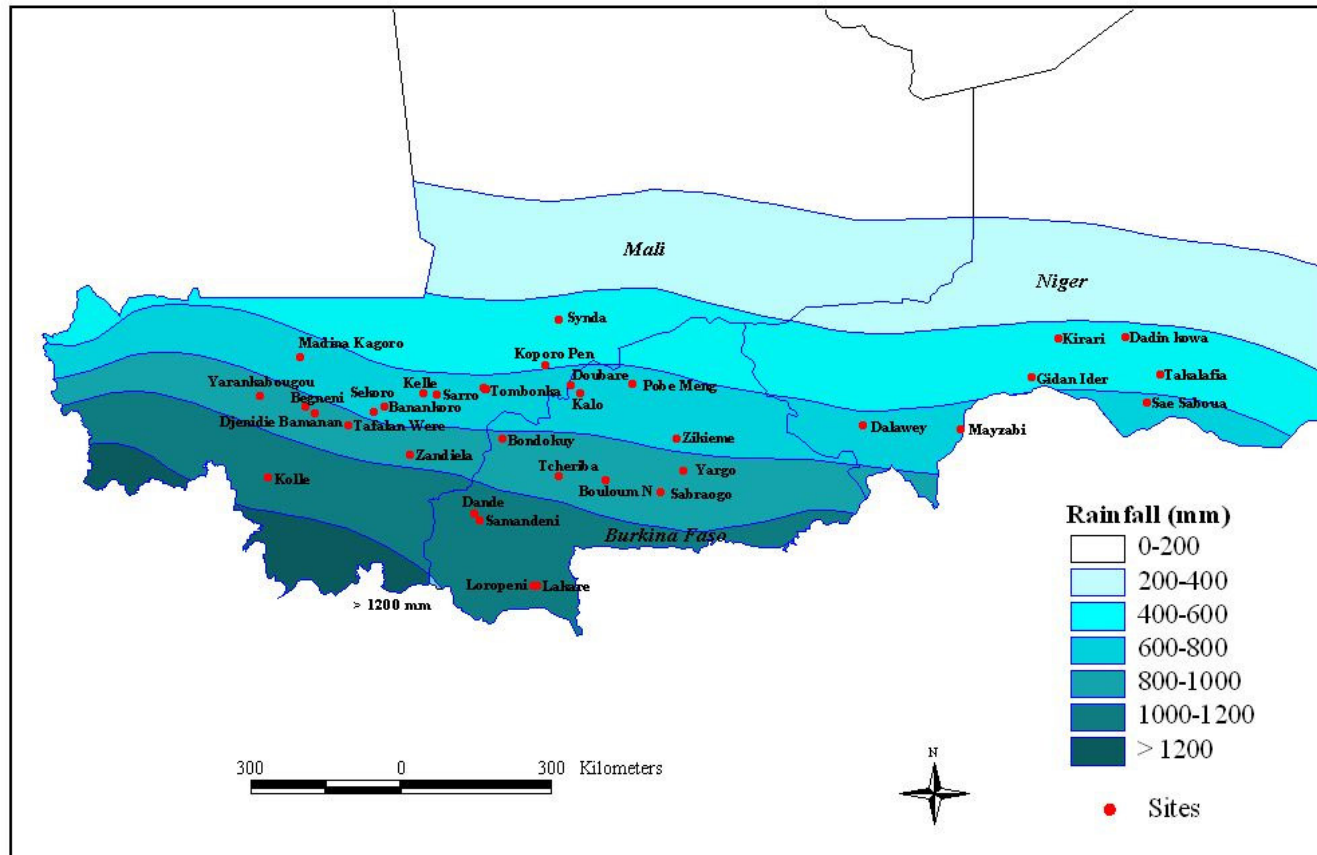 Mali
Niger
Synda
Kirari
Dadin kowa
Madina Kagoro
Koporo Pen
Doubare
Pobe Meng
Gidan Ider
Takalafia
Yarankabougou
Begneni
Sekoro
Kelle
Sarro
Tombonka
Kalo
Sae Saboua
Djenidie Bamanan
Banankoro
Tafalan Were
Bondokuy
Zikieme
Dalawey
Mayzabi
Zandiela
Kolle
Tcheriba
Yargo
Bouloum N
Sabraogo
Dande
Samandeni
Burkina Faso
Loropeni
Lakare
> 1200 mm
Rainfall (mm)
0-200
200-400
400-600
600-800
800-1000
1000-1200
> 1200
Sites
300 0 300 Kilometers
N